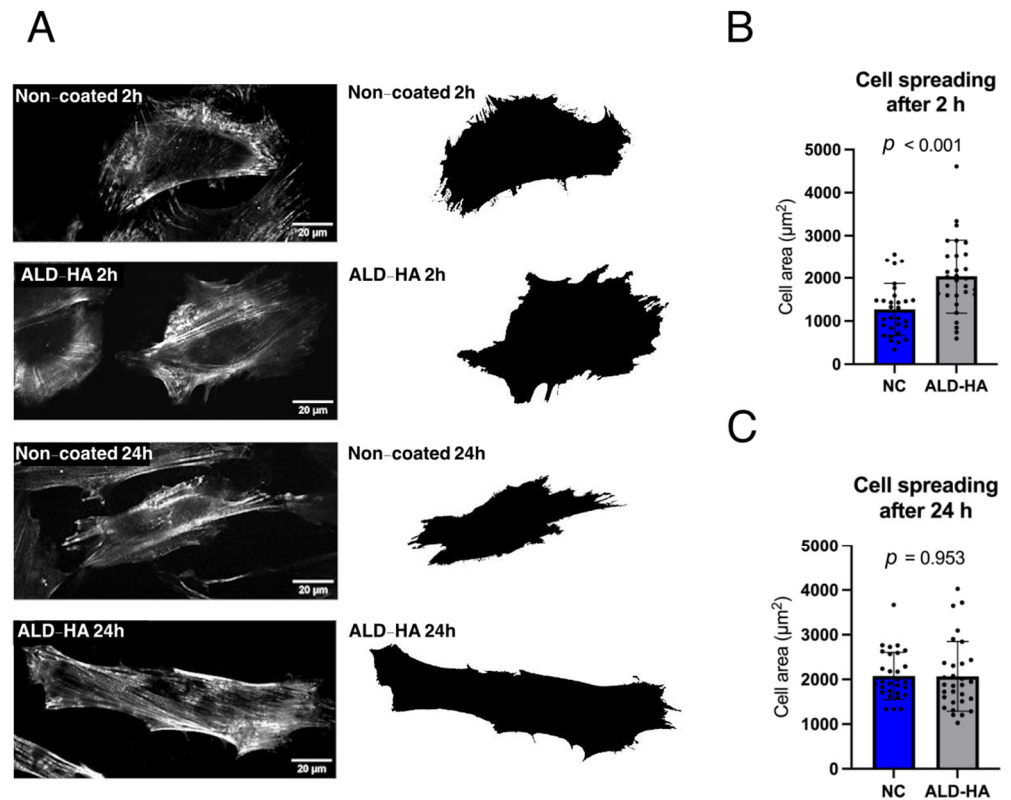 A
Non-coated 2h
20 µm
Non-coated 2h
ALD-HA 2h
20 µm
ALD-HA 2h
Non-coated 24h
20 µm
Non-coated 24h
ALD-HA 24h
20 µm
ALD-HA 24h
B
Cell spreading
after 2 h
p < 0.001
Cell area (µm²)
5000
4000
3000
2000
1000
0
NC ALD-HA
C
Cell spreading
after 24 h
p = 0.953
Cell area (µm²)
5000
4000
3000
2000
1000
0
NC ALD-HA